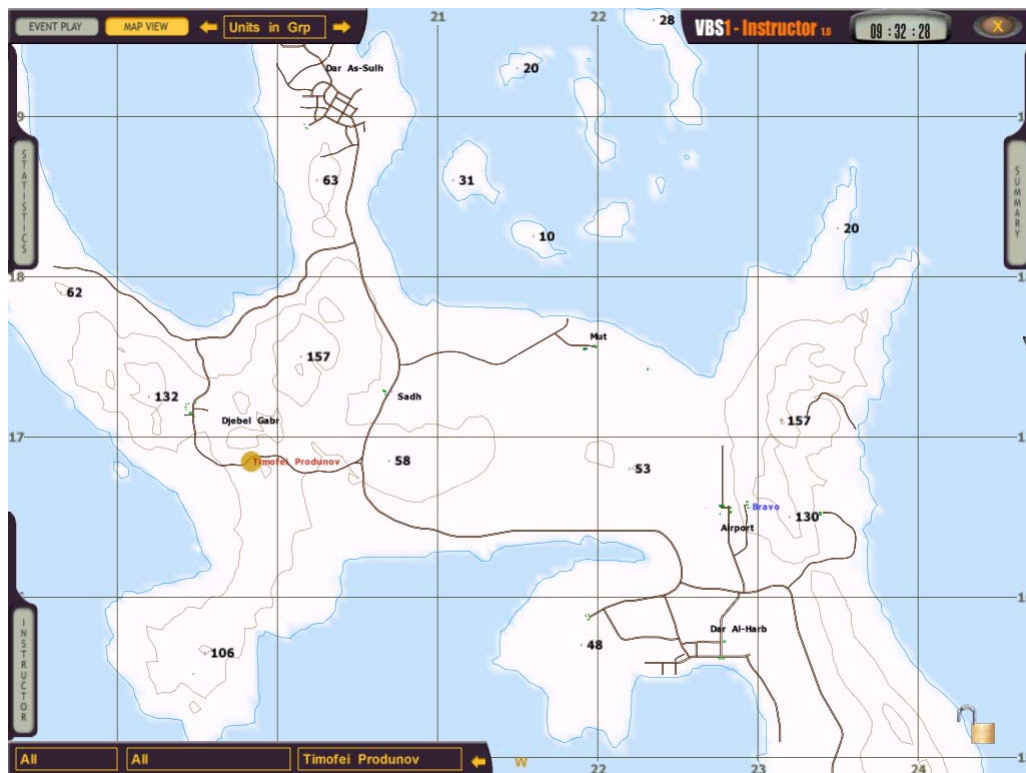 EVENT PLAY MAP VIEW Units in Grp VBS1 - Instructor 1.0 09 : 32 : 28 X
21 22 28
Dar As-Sulh 20
9
STATISTICS SUMMARY
63 31
10 20
18
62
Mut
157
132 Sadh
Djebel Gabr 157
17
Timofei Produnov 58 53
Bravo 130
Airport
Dar Al-Harb
48
106
INSTRUCTOR
22 23 24
All All Timofei Produnov W